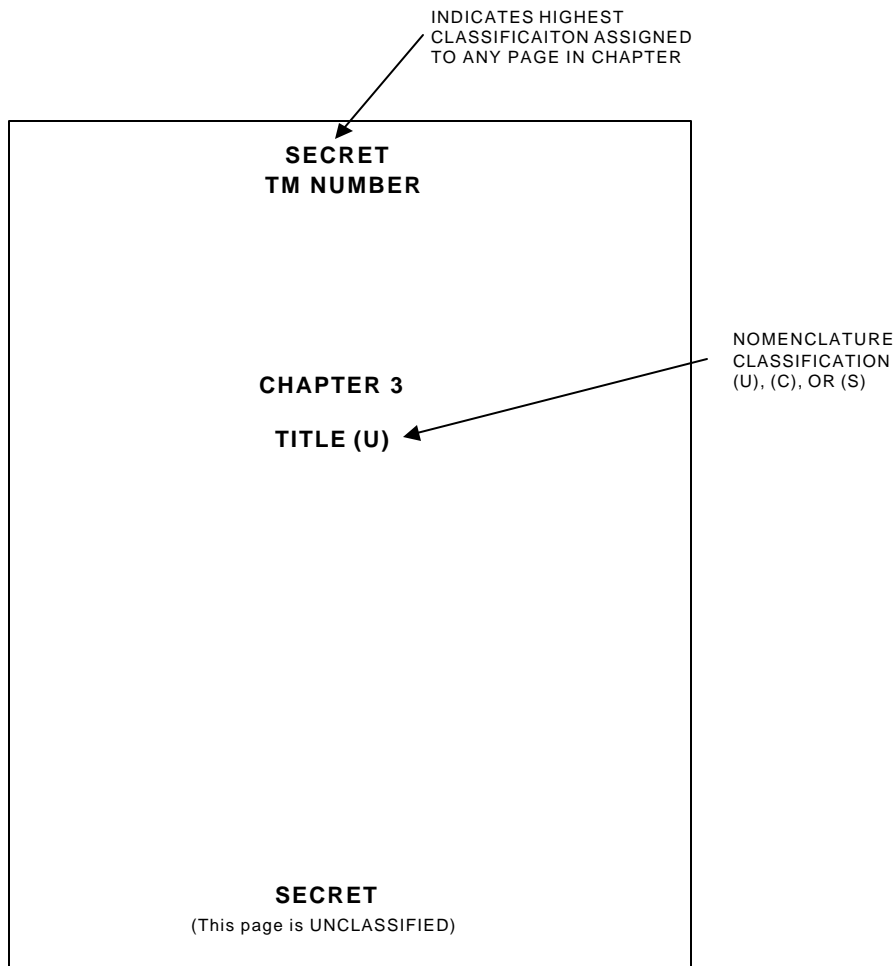 INDICATES HIGHEST
CLASSIFICAITON ASSIGNED
TO ANY PAGE IN CHAPTER
SECRET
TM NUMBER
NOMENCLATURE
CLASSIFICATION
(U), (C), OR (S)
CHAPTER 3
TITLE (U)
SECRET
(This page is UNCLASSIFIED)